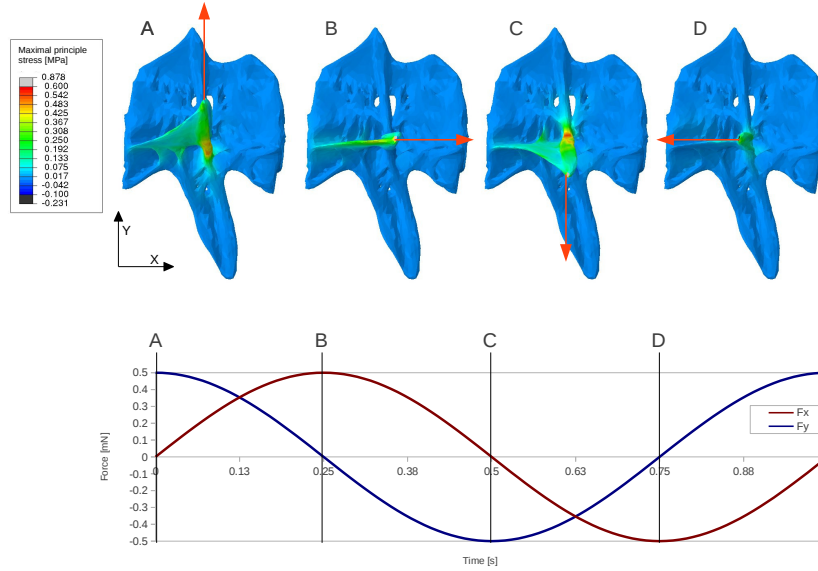 A
B
C
D
Maximal principle
stress [MPa]
0.878
0.600
0.542
0.483
0.425
0.367
0.308
0.250
0.192
0.133
0.075
0.017
-0.042
-0.100
-0.231
Y
X
A
B
C
D
0.5
0.4
0.3
0.2
0.1
0
-0.1
-0.2
-0.3
-0.4
-0.5
Force [mN]
0
0.13
0.25
0.38
0.5
0.63
0.75
0.88
Fx
Fy
Time [s]